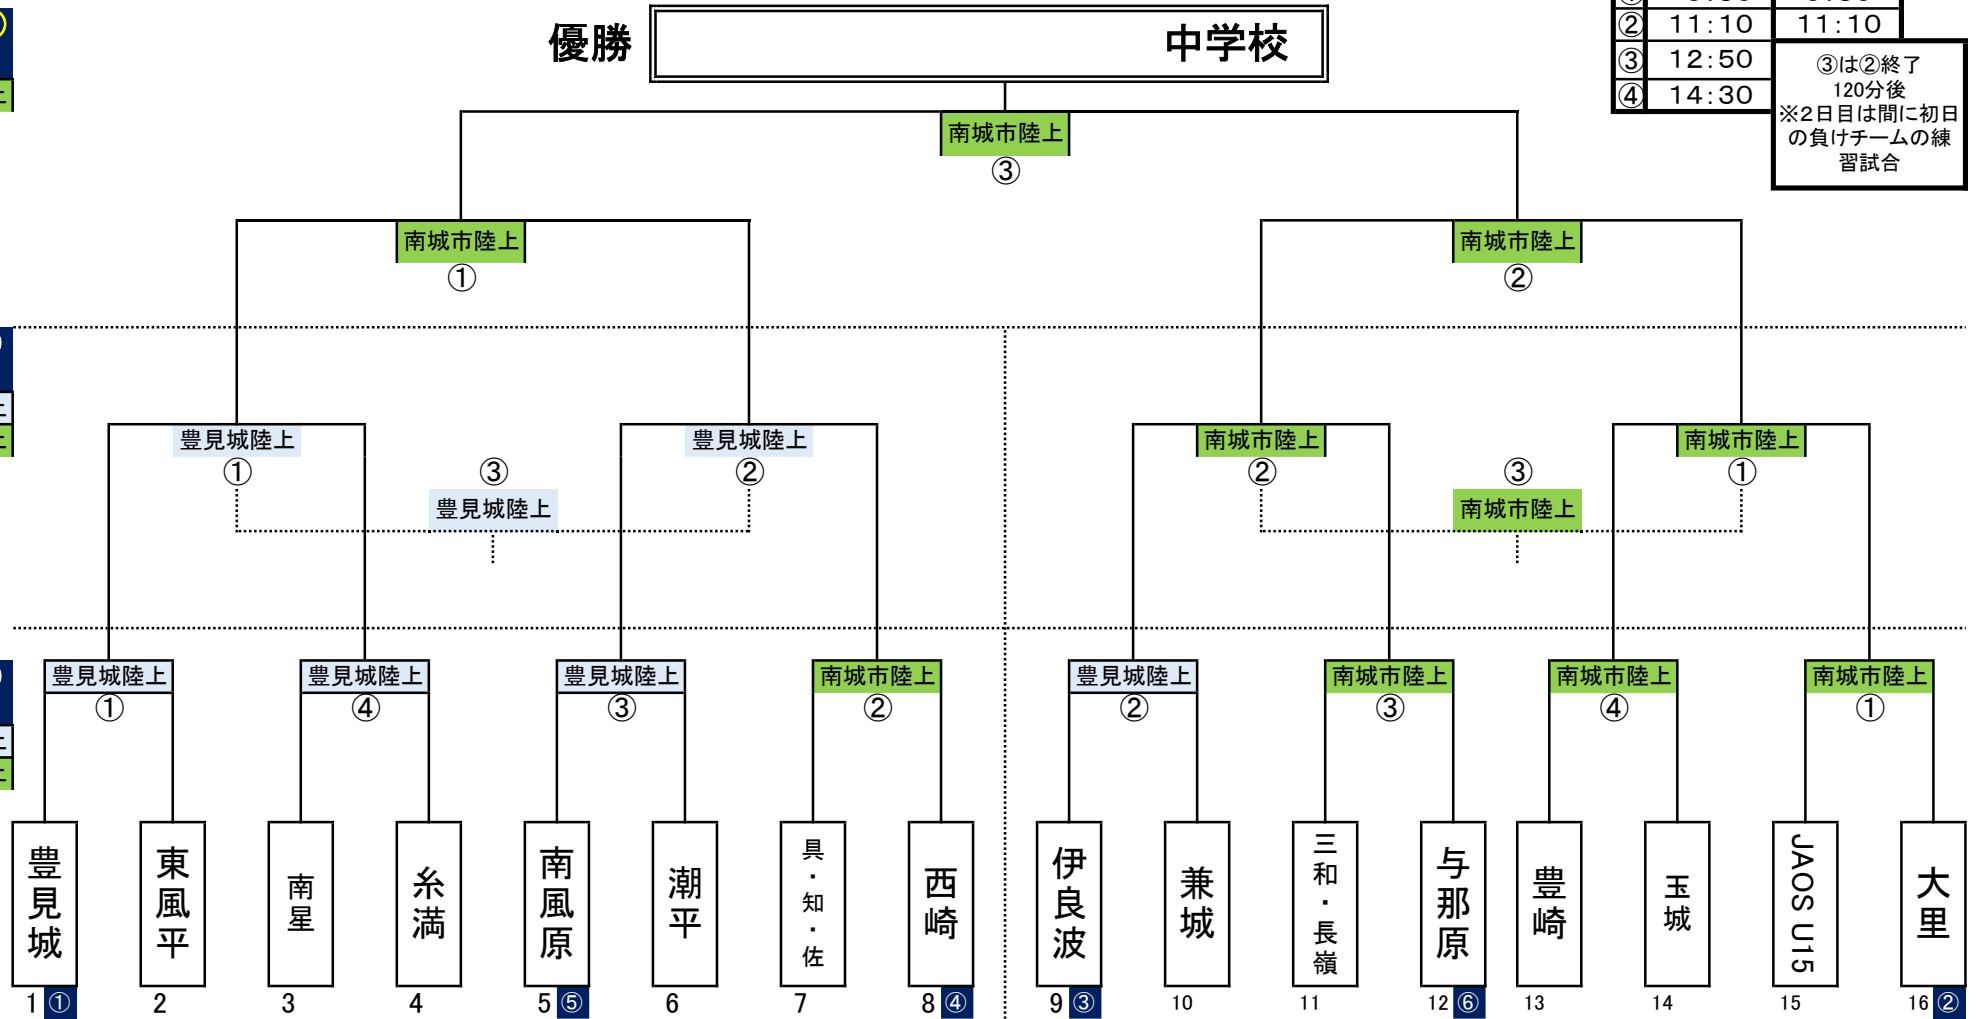 優勝 中学校
② 11:10 11:10
③ 12:50
④ 14:30
③は②終了
120分後
※2日目は間に初日
の負けチームの練
習試合
南城市陸上
③
南城市陸上 南城市陸上
① ②
豊見城陸上 豊見城陸上 南城市陸上 南城市陸上
① ③ ② ② ③ ①
豊見城陸上 南城市陸上
豊見城陸上 豊見城陸上 豊見城陸上 南城市陸上 豊見城陸上 南城市陸上 南城市陸上 南城市陸上
① ④ ③ ② ② ③ ④ ①
豊見城
東風平
南星
糸満
南風原
潮平
具・知・佐
西崎
伊良波
兼城
三和・長嶺
与那原
豊崎
玉城
JAOS U15
大里
1 ① 2 3 4 5 ⑤ 6 7 8 ④ 9 ③ 10 11 12 ⑥ 13 14 15 16 ②